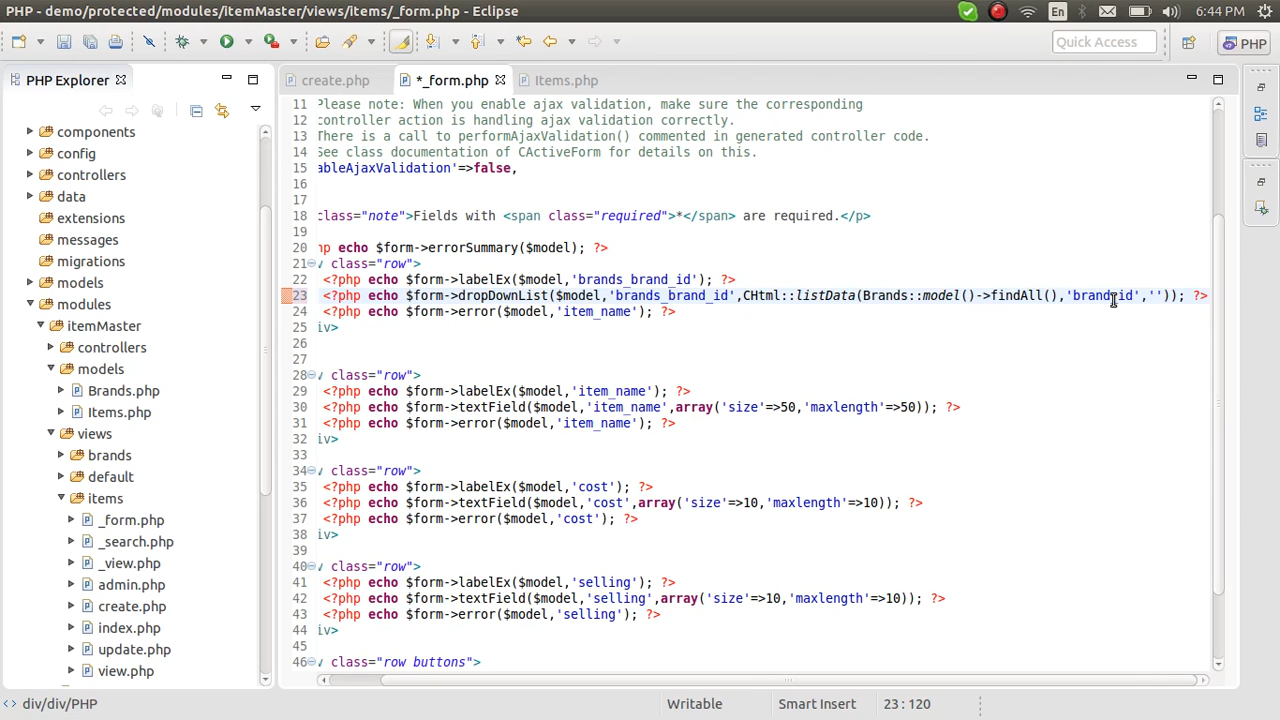 PHP - demo/protected/modules/itemMaster/views/items/_form.php - Eclipse
En
6:44 PM
Quick Access
PHP
PHP Explorer
create.php
*_form.php
Items.php
components
config
controllers
data
extensions
messages
migrations
models
modules
itemMaster
controllers
models
Brands.php
Items.php
views
brands
default
items
_form.php
_search.php
_view.php
admin.php
create.php
index.php
update.php
view.php
11 Please note: When you enable ajax validation, make sure the corresponding
12 controller action is handling ajax validation correctly.
13 There is a call to performAjaxValidation() commented in generated controller code.
14 See class documentation of CActiveForm for details on this.
15 ableAjaxValidation'=>false,
16
17
18 class="note">Fields with <span class="required">*</span> are required.</p>
19
20 hp echo $form->errorSummary($model); ?>
21 class="row">
22 <?php echo $form->labelEx($model,'brands_brand_id'); ?>
23 <?php echo $form->dropDownList($model,'brands_brand_id',CHtml::listData(Brands::model()->findAll(),'brand_id','')); ?>
24 <?php echo $form->error($model,'item_name'); ?>
25 iv>
26
27
28 class="row">
29 <?php echo $form->labelEx($model,'item_name'); ?>
30 <?php echo $form->textField($model,'item_name',array('size'=>50,'maxlength'=>50)); ?>
31 <?php echo $form->error($model,'item_name'); ?>
32 iv>
33
34 class="row">
35 <?php echo $form->labelEx($model,'cost'); ?>
36 <?php echo $form->textField($model,'cost',array('size'=>10,'maxlength'=>10)); ?>
37 <?php echo $form->error($model,'cost'); ?>
38 iv>
39
40 class="row">
41 <?php echo $form->labelEx($model,'selling'); ?>
42 <?php echo $form->textField($model,'selling',array('size'=>10,'maxlength'=>10)); ?>
43 <?php echo $form->error($model,'selling'); ?>
44 iv>
45
46 class="row buttons">
div/div/PHP
Writable
Smart Insert
23 : 120